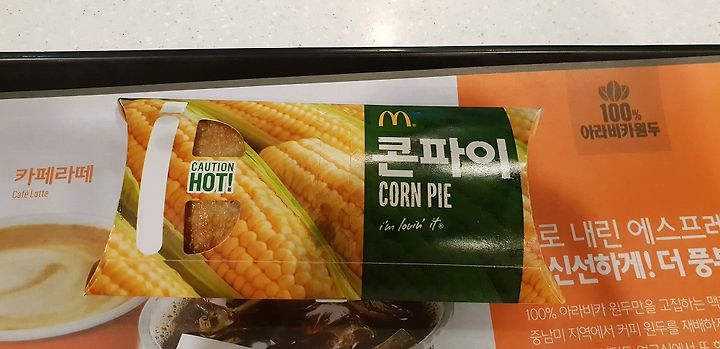 100%
아라비카원두
카페라떼
Café Latte
CAUTION
HOT!
콘파이
CORN PIE
i'm lovin' it®
로 내린 에스프레
신선하게! 더 풍부
100% 아라비카 원두만을 고집하는 맥
중남미 지역에서 커피 원두를 재배하지